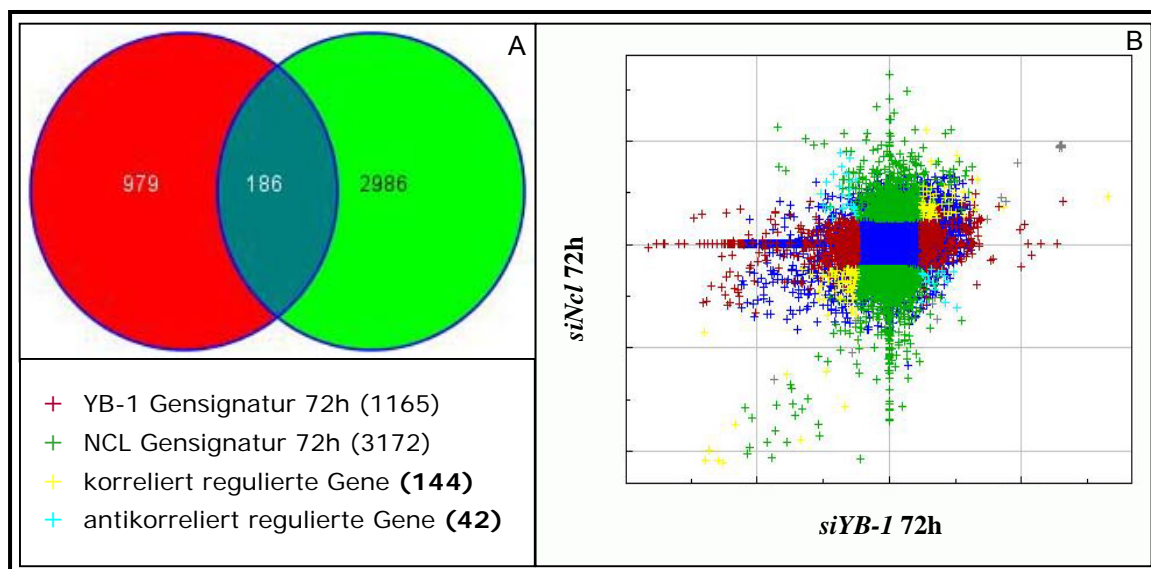 A
979
186
2986
+ YB-1 Gensignatur 72h (1165)
+ NCL Gensignatur 72h (3172)
+ korreliert regulierte Gene (144)
+ antikorreliert regulierte Gene (42)
B
siNcl 72h
siYB-1 72h